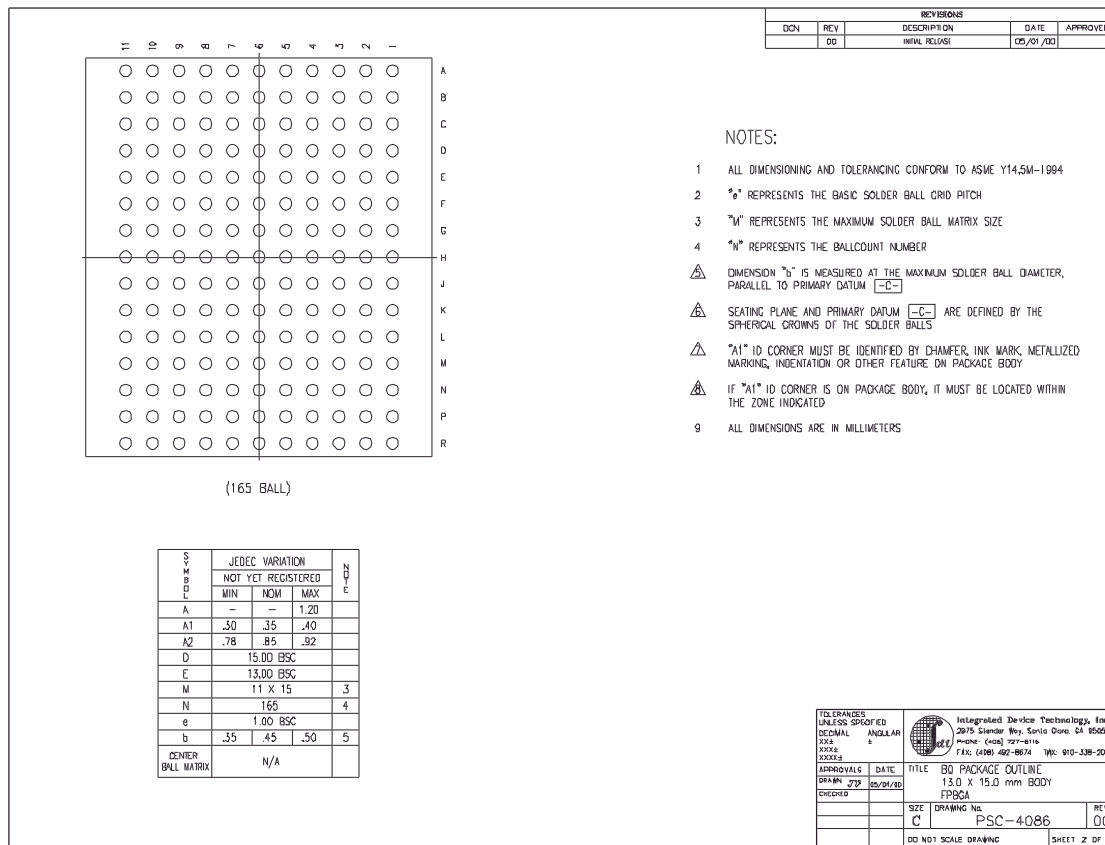 REVISIONS
DCN REV DESCRIPTION DATE APPROVED
00 INITIAL RELEASE 05/01/00
11 10 9 8 7 6 5 4 3 2 1
A
B
C
D
E
F
G
H
J
K
L
M
N
P
R
(165 BALL)
NOTES:
1 ALL DIMENSIONING AND TOLERANCING CONFORM TO ASME Y14.5M-1994
2 "e" REPRESENTS THE BASIC SOLDER BALL GRID PITCH
3 "M" REPRESENTS THE MAXIMUM SOLDER BALL MATRIX SIZE
4 "N" REPRESENTS THE BALLCOUNT NUMBER
5 DIMENSION "b" IS MEASURED AT THE MAXIMUM SOLDER BALL DIAMETER,
PARALLEL TO PRIMARY DATUM -C-
6 SEATING PLANE AND PRIMARY DATUM -C- ARE DEFINED BY THE
SPHERICAL CROWNS OF THE SOLDER BALLS
7 "A1" ID CORNER MUST BE IDENTIFIED BY CHAMFER, INK MARK, METALLIZED
MARKING, INDENTATION OR OTHER FEATURE ON PACKAGE BODY
8 IF "A1" ID CORNER IS ON PACKAGE BODY, IT MUST BE LOCATED WITHIN
THE ZONE INDICATED
9 ALL DIMENSIONS ARE IN MILLIMETERS
SYMBOL JEDEC VARIATION NOTE
NOT YET REGISTERED
MIN NOM MAX
A – – 1.20
A1 .30 .35 .40
A2 .78 .85 .92
D 15.00 BSC
E 13.00 BSC
M 11 X 15 3
N 165 4
e 1.00 BSC
b .35 .45 .50 5
CENTER
BALL MATRIX N/A
TOLERANCES
UNLESS SPECIFIED
DECIMAL ANGULAR
XX± ±
XXX±
XXXX±
idt
Integrated Device Technology, Inc
2975 Stender Way, Santa Clara, CA 9505
PHONE: (408) 727-6116
FAX: (408) 492-8674 TWX: 910-338-20
APPROVALS DATE
DRAWN 05/01/00
CHECKED
TITLE BQ PACKAGE OUTLINE
13.0 X 15.0 mm BODY
FPBGA
SIZE DRAWING No. REV
C PSC-4086 00
DO NOT SCALE DRAWING SHEET 2 OF